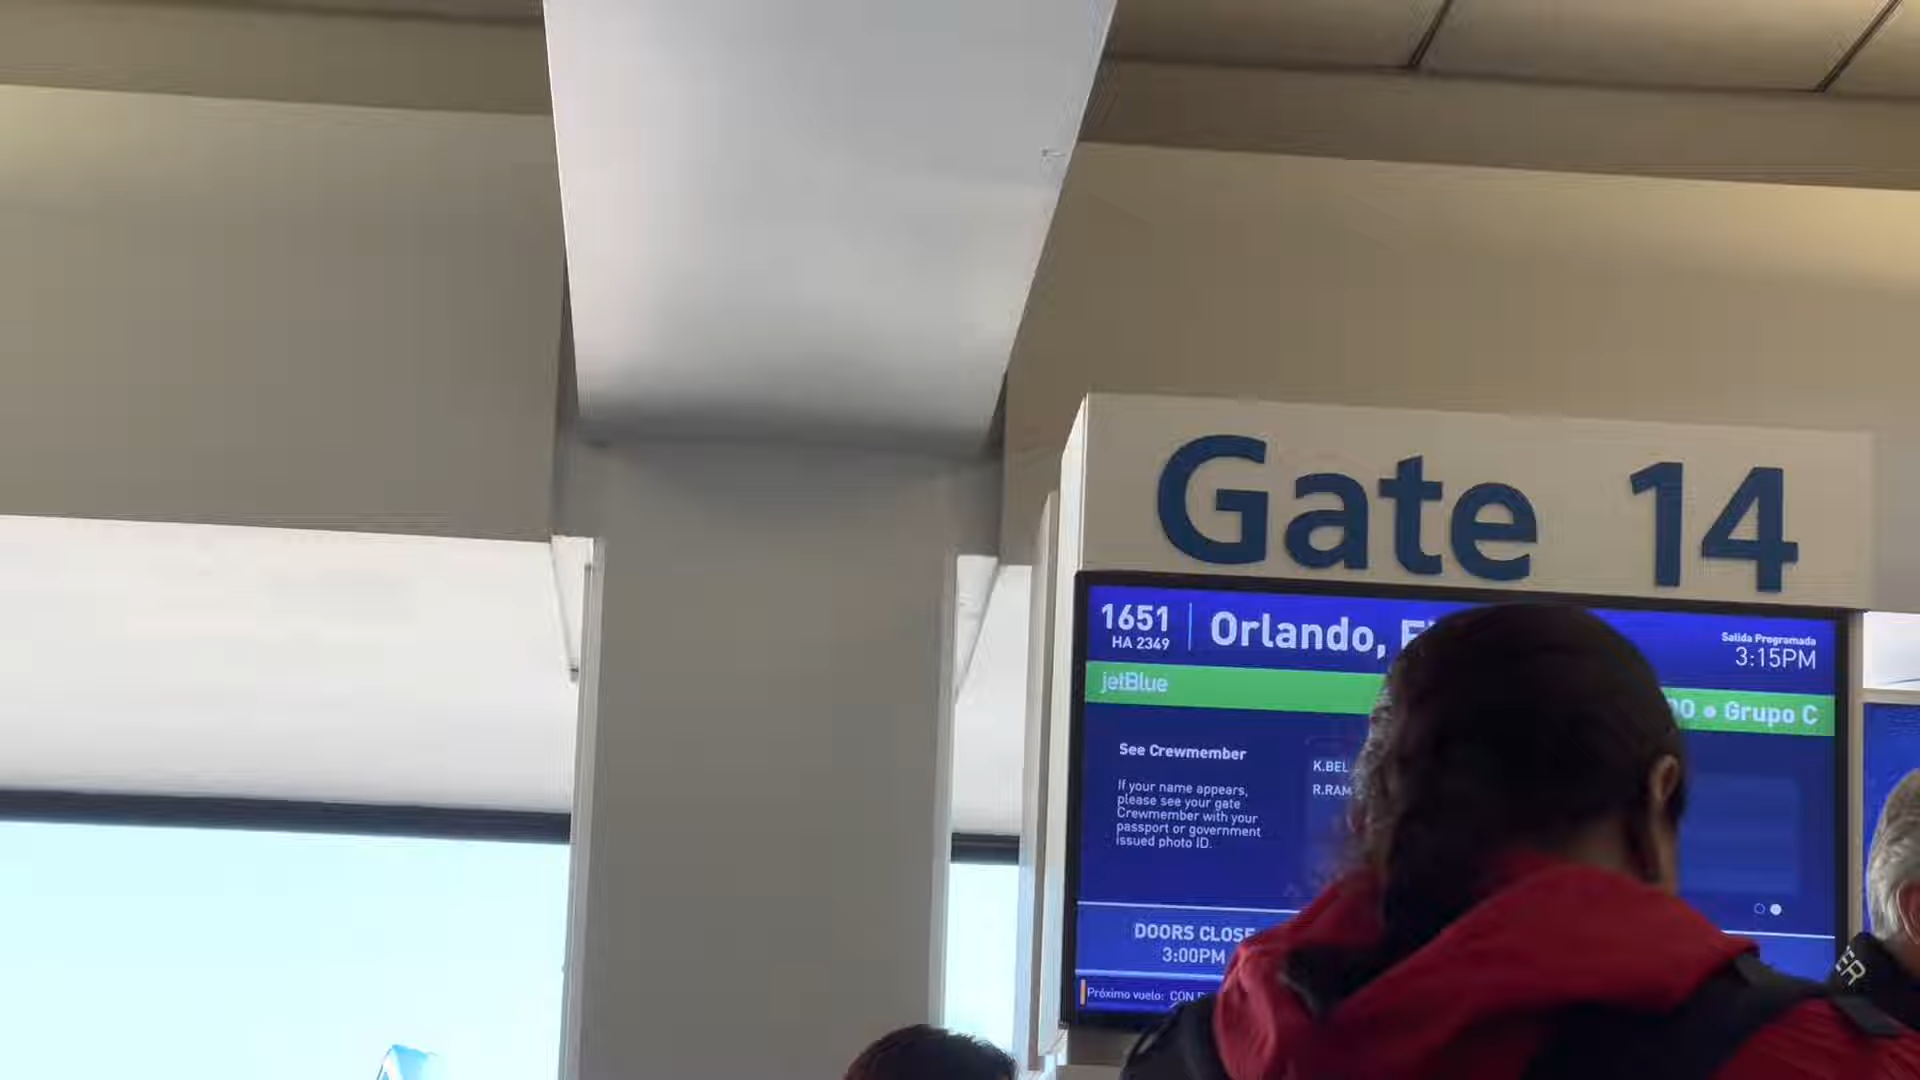 Gate 14
1651
HA 2349
Orlando,
Salida Programada
3:15PM
jetBlue
Grupo C
See Crewmember
If your name appears,
please see your gate
Crewmember with your
passport or government
issued photo ID.
K.BEL
R.RAM
DOORS CLOSE
3:00PM
Próximo vuelo: CON
ER